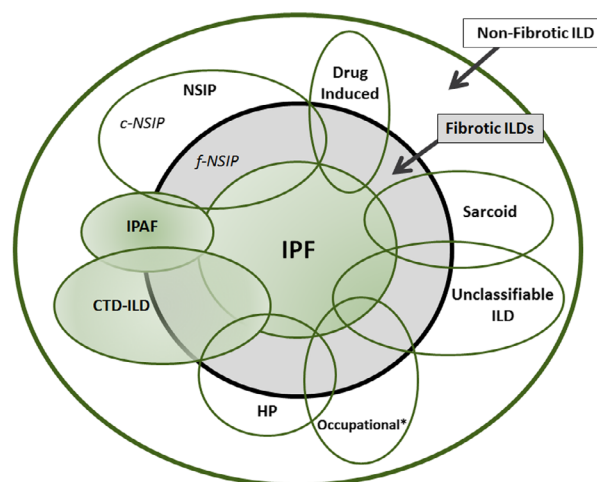 Non-Fibrotic ILD
Drug
Induced
NSIP
c-NSIP
Fibrotic ILDs
f-NSIP
Sarcoid
IPAF
IPF
Unclassifiable
ILD
CTD-ILD
HP
Occupational*